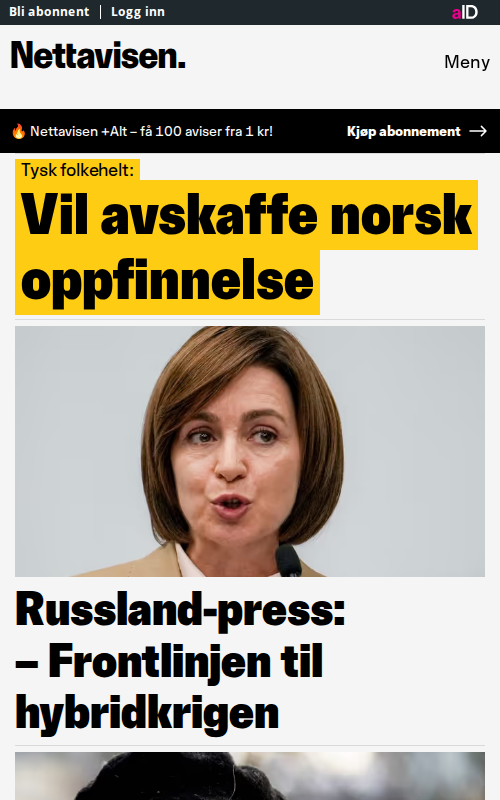 Bli abonnent | Logg inn
aID
Nettavisen.
Meny
🔥 Nettavisen +Alt – få 100 aviser fra 1 kr!
Kjøp abonnement →
Tysk folkehelt:
Vil avskaffe norsk
oppfinnelse
Russland-press:
– Frontlinjen til
hybridkrigen